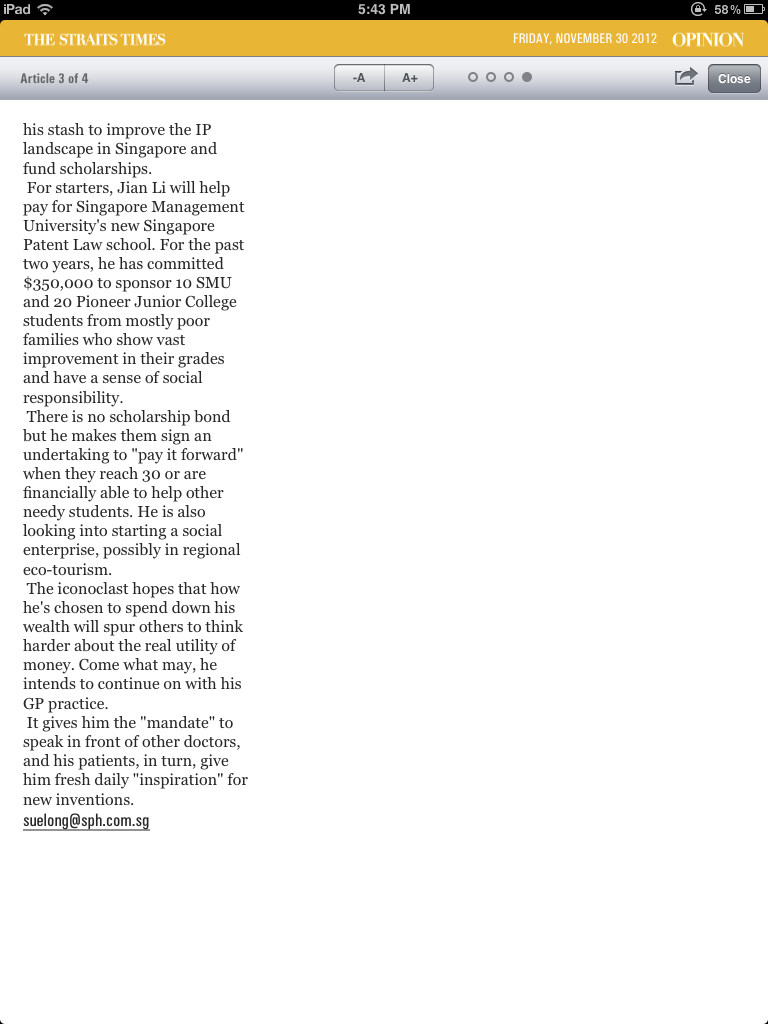 iPad
5:43 PM
58%
THE STRAITS TIMES
FRIDAY, NOVEMBER 30 2012
OPINION
Article 3 of 4
-A
A+
Close
his stash to improve the IP
landscape in Singapore and
fund scholarships.
For starters, Jian Li will help
pay for Singapore Management
University's new Singapore
Patent Law school. For the past
two years, he has committed
$350,000 to sponsor 10 SMU
and 20 Pioneer Junior College
students from mostly poor
families who show vast
improvement in their grades
and have a sense of social
responsibility.
There is no scholarship bond
but he makes them sign an
undertaking to "pay it forward"
when they reach 30 or are
financially able to help other
needy students. He is also
looking into starting a social
enterprise, possibly in regional
eco-tourism.
The iconoclast hopes that how
he's chosen to spend down his
wealth will spur others to think
harder about the real utility of
money. Come what may, he
intends to continue on with his
GP practice.
It gives him the "mandate" to
speak in front of other doctors,
and his patients, in turn, give
him fresh daily "inspiration" for
new inventions.
suelong@sph.com.sg